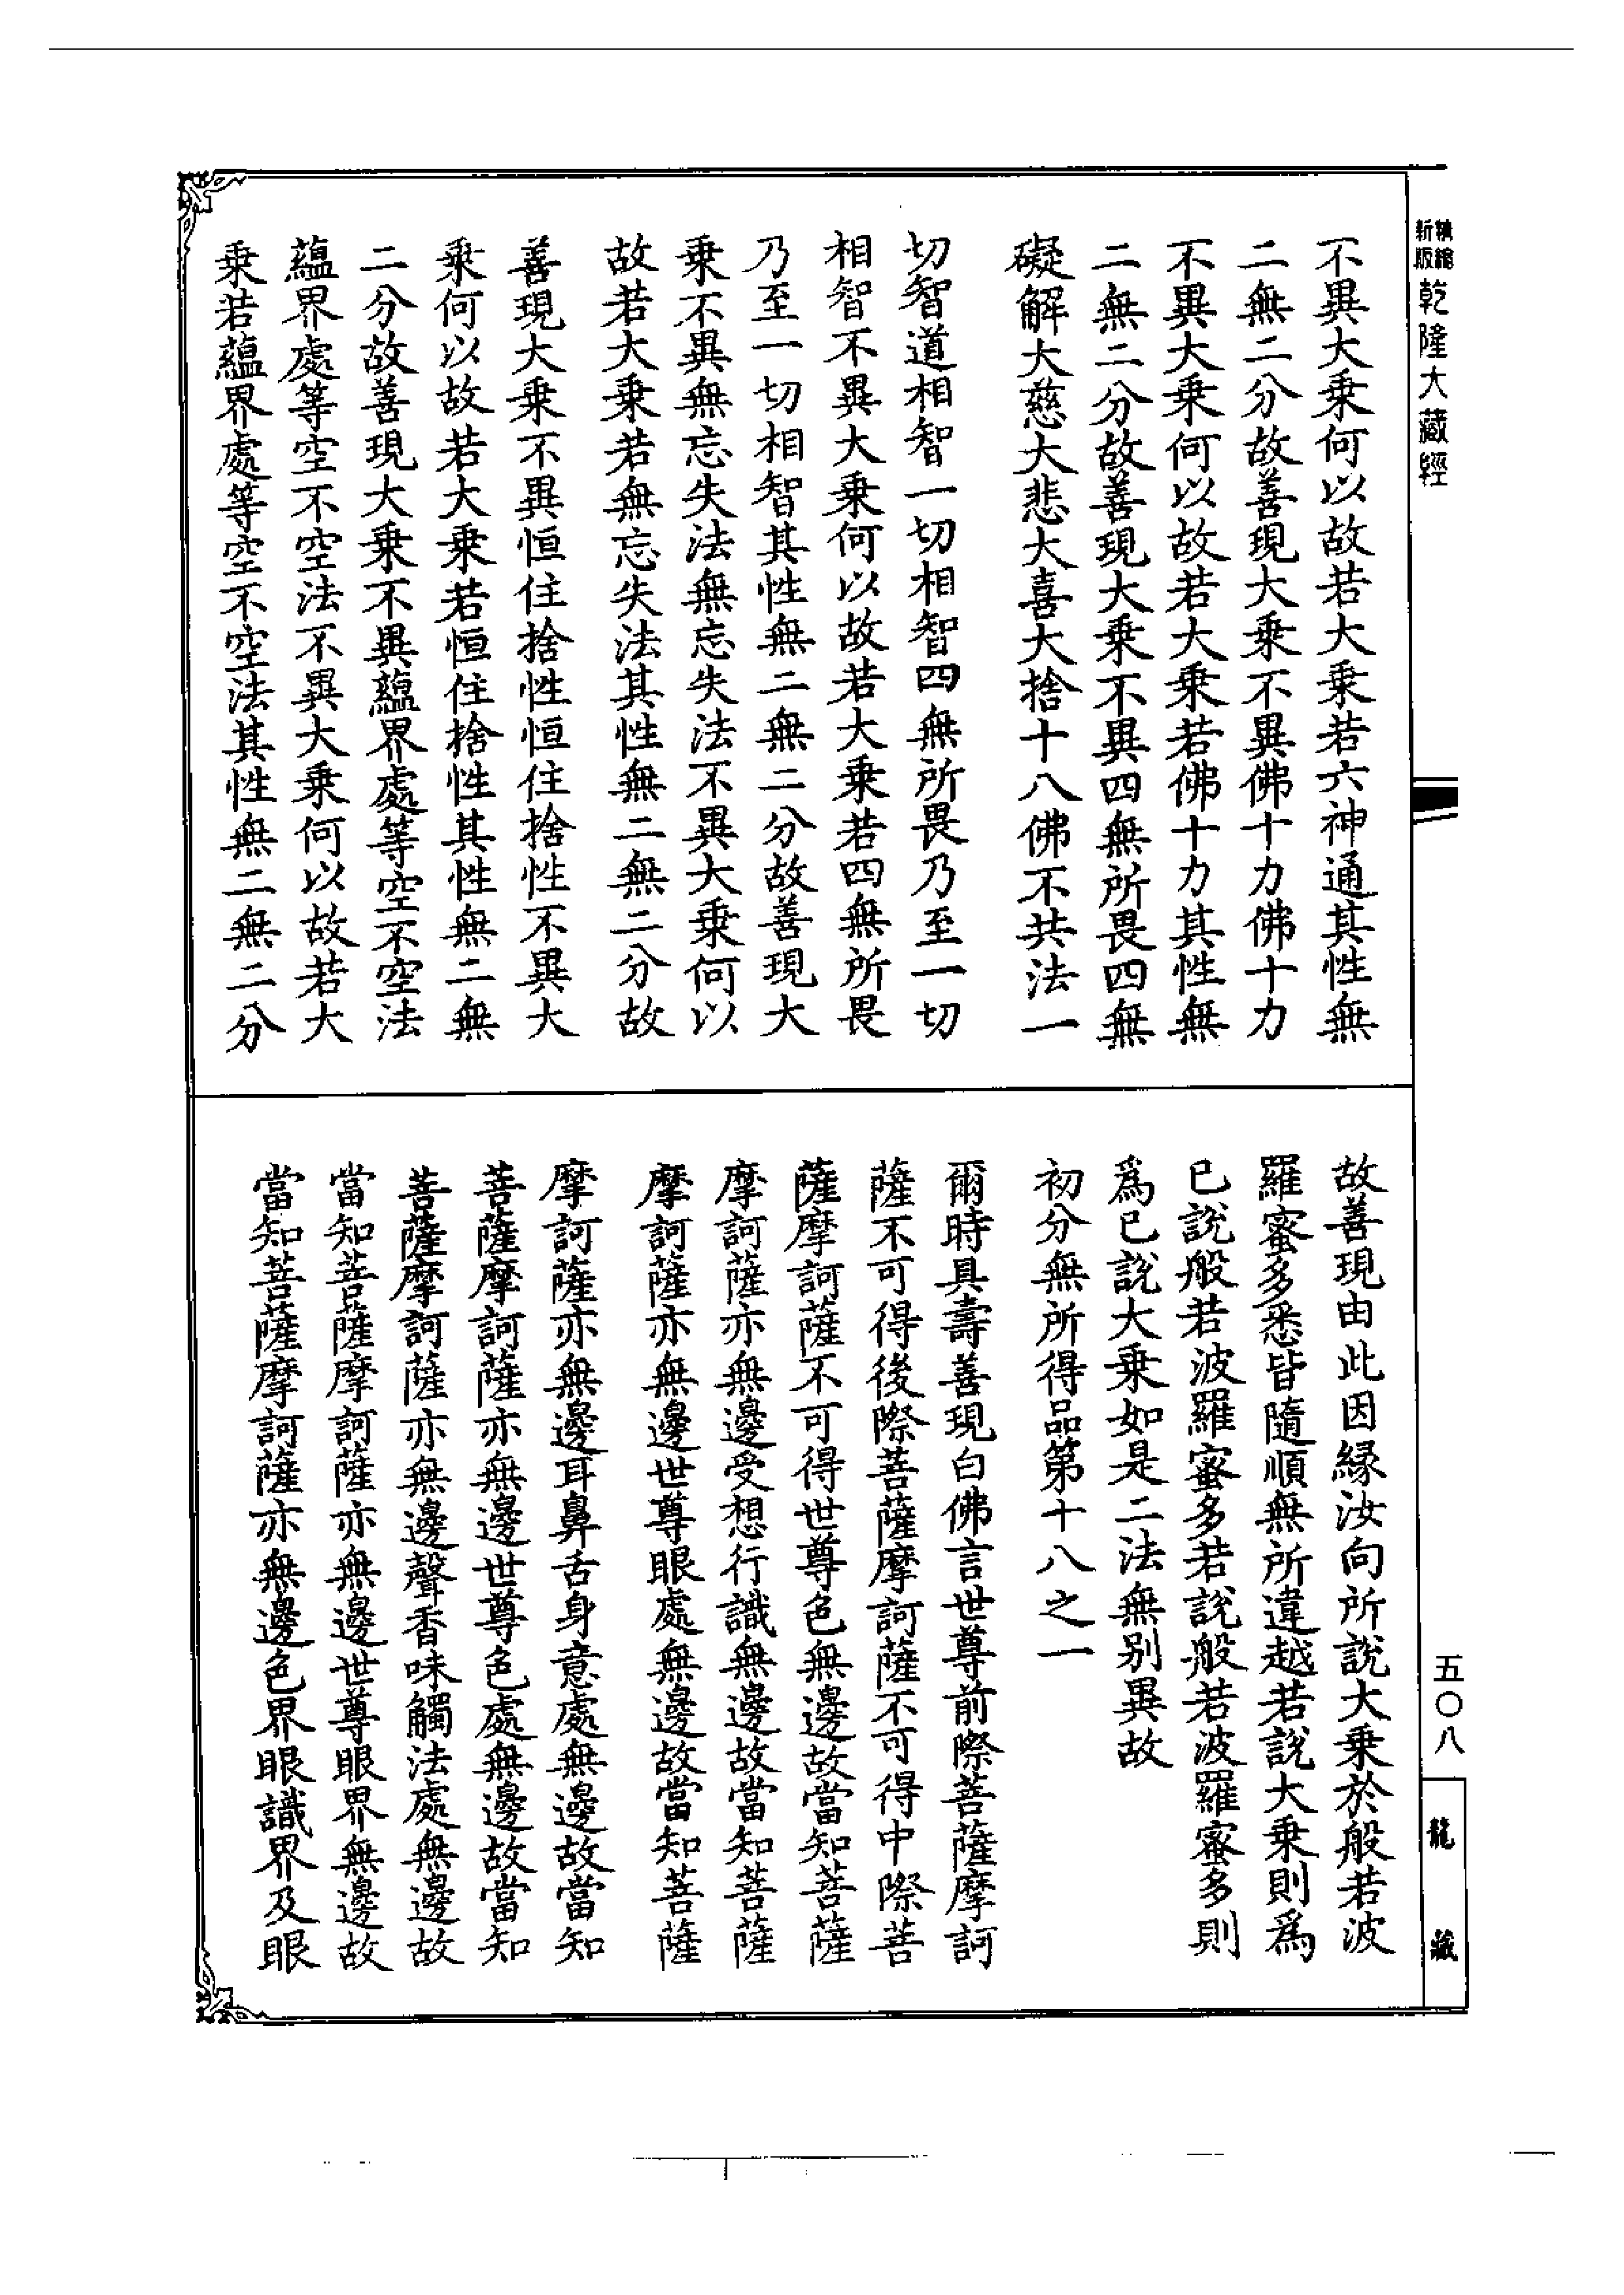 新版精縮乾隆大藏經
不異大乘何以故若大乘若六神通其性無
二無二分故善現大乘不異佛十力佛十力
不異大乘何以故若大乘若佛十力其性無
二無二分故善現大乘不異四無所畏四無
礙解大慈大悲大喜大捨十八佛不共法一
切智道相智一切相智四無所畏乃至一切
相智不異大乘何以故若大乘若四無所畏
乃至一切相智其性無二無二分故善現大
乘不異無忘失法無忘失法不異大乘何以
故若大乘若無忘失法其性無二無二分故
善現大乘不異恒住捨性恒住捨性不異大
乘何以故若大乘若恒住捨性其性無二無
二分故善現大乘不異蘊界處等空不空法
蘊界處等空不空法不異大乘何以故若大
乘若蘊界處等空不空法其性無二無二分
故善現由此因緣汝向所說大乘於般若波
羅蜜多悉皆隨順無所違越若說大乘則為
已說般若波羅蜜多若說般若波羅蜜多則
為已說大乘如是二法無別異故
初分無所得品第十八之一
爾時具壽善現白佛言世尊前際菩薩摩訶
薩不可得後際菩薩摩訶薩不可得中際菩
薩摩訶薩不可得世尊色無邊故當知菩薩
摩訶薩亦無邊受想行識無邊故當知菩薩
摩訶薩亦無邊世尊眼處無邊故當知菩薩
摩訶薩亦無邊耳鼻舌身意處無邊故當知
菩薩摩訶薩亦無邊世尊色處無邊故當知
菩薩摩訶薩亦無邊聲香味觸法處無邊故
當知菩薩摩訶薩亦無邊世尊眼界無邊故
當知菩薩摩訶薩亦無邊色界眼識界及眼
五〇八
龍藏